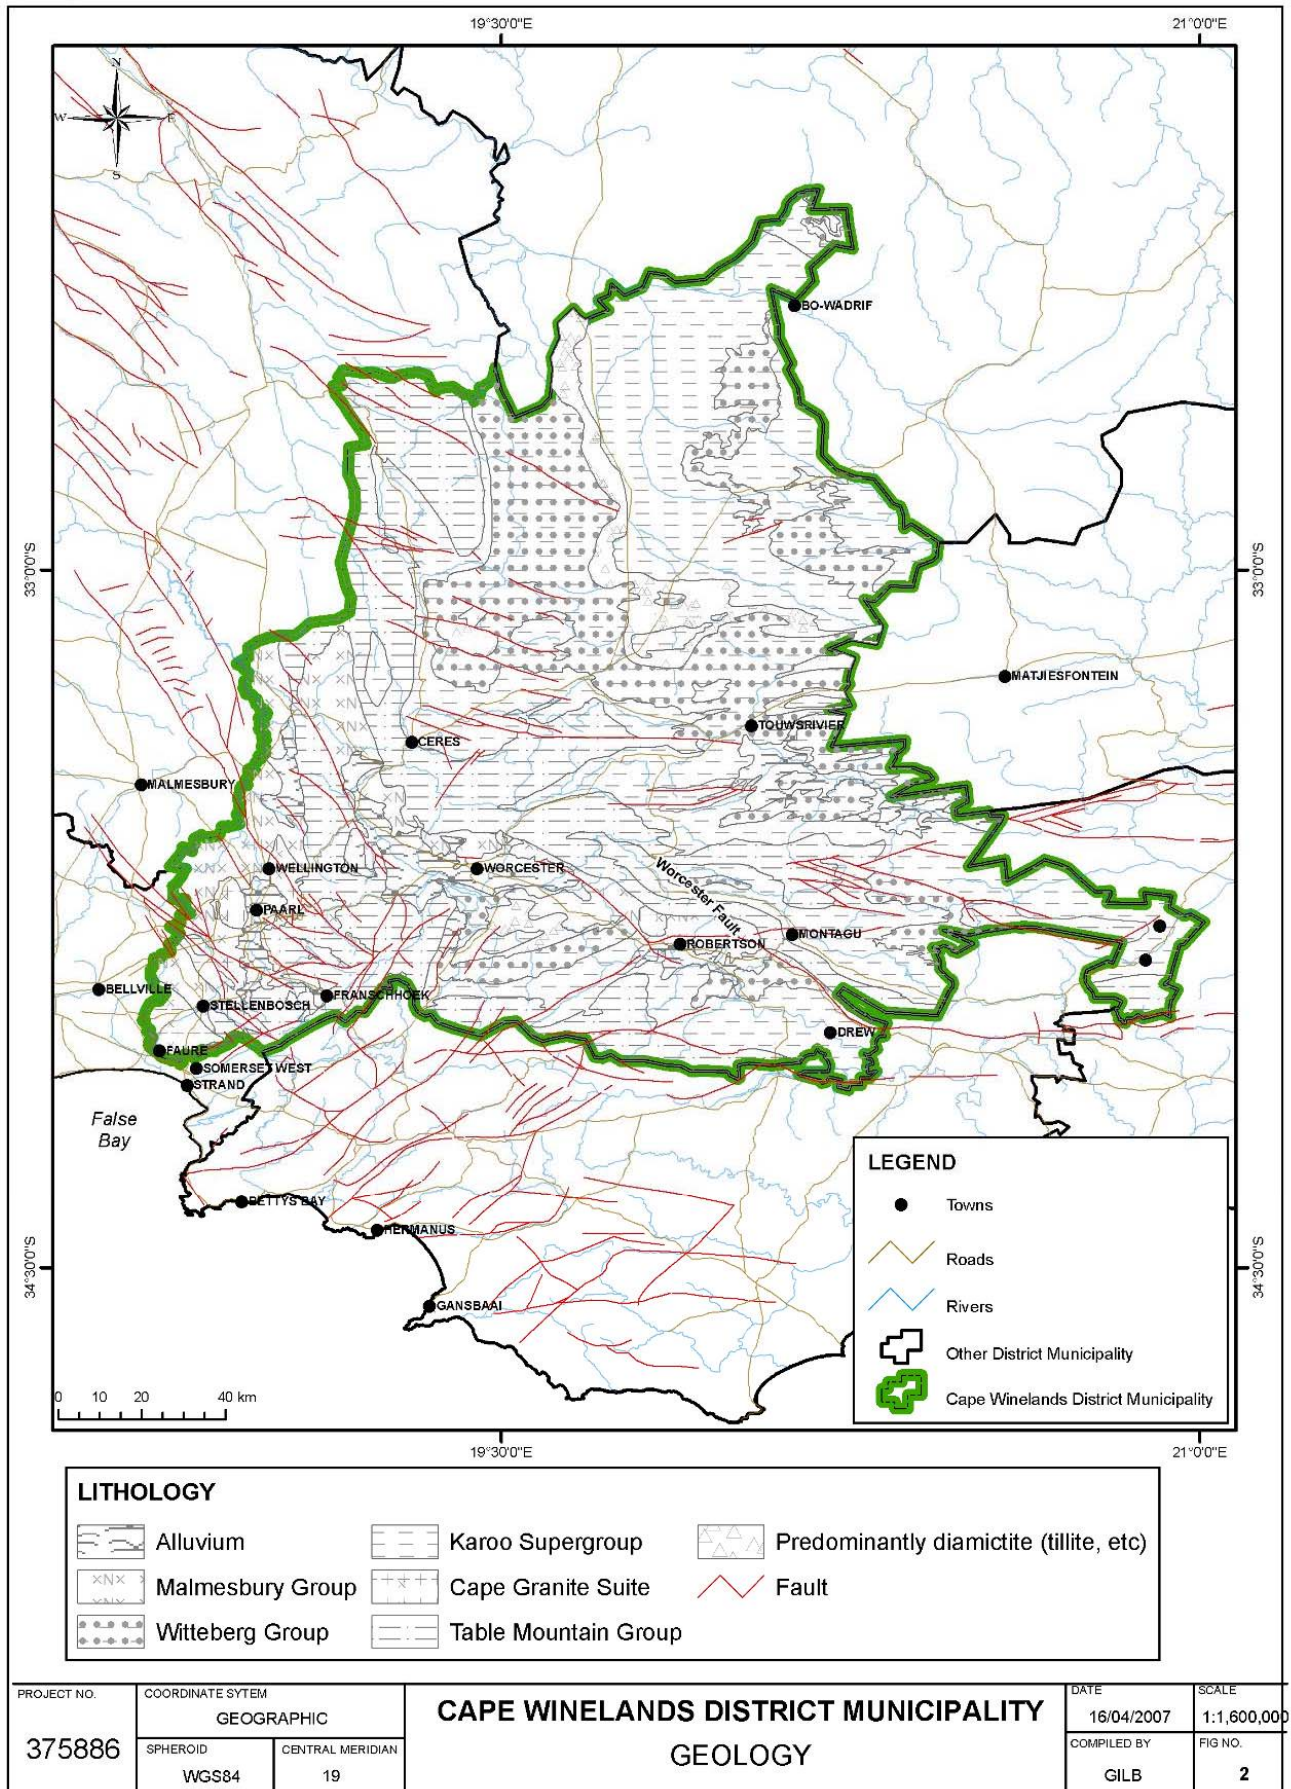 19°30'0"E
21°0'0"E
N
W
E
S
BO-WADRIF
33°0'0"S
33°0'0"S
MATJIESFONTEIN
TOUWSRIVIER
CERES
MALMESBURY
WELLINGTON
WORCESTER
Worcester Fault
PAARL
MONTAGU
ROBERTSON
BELLVILLE
FRANSCHHOEK
STELLENBOSCH
DREW
FAURE
SOMERSET WEST
STRAND
False
Bay
BETTYS BAY
HERMANUS
GANSBAAI
34°30'0"S
34°30'0"S
LEGEND
Towns
Roads
Rivers
Other District Municipality
Cape Winelands District Municipality
0 10 20 40 km
19°30'0"E
21°0'0"E
LITHOLOGY
Alluvium
Karoo Supergroup
Predominantly diamictite (tillite, etc)
Malmesbury Group
Cape Granite Suite
Fault
Witteberg Group
Table Mountain Group
PROJECT NO.
375886
COORDINATE SYTEM
GEOGRAPHIC
SPHEROID
WGS84
CENTRAL MERIDIAN
19
CAPE WINELANDS DISTRICT MUNICIPALITY
GEOLOGY
DATE
16/04/2007
SCALE
1:1,600,000
COMPILED BY
GILB
FIG NO.
2